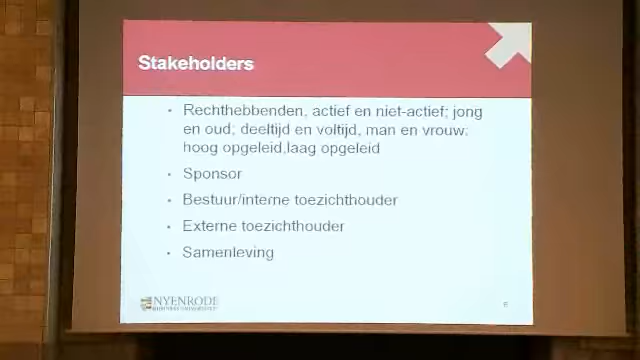 Stakeholders
Rechthebbenden, actief en niet-actief; jong
en oud; deeltijd en voltijd, man en vrouw;
hoog opgeleid,laag opgeleid
Sponsor
Bestuur/interne toezichthouder
Externe toezichthouder
Samenleving
NYENRODE